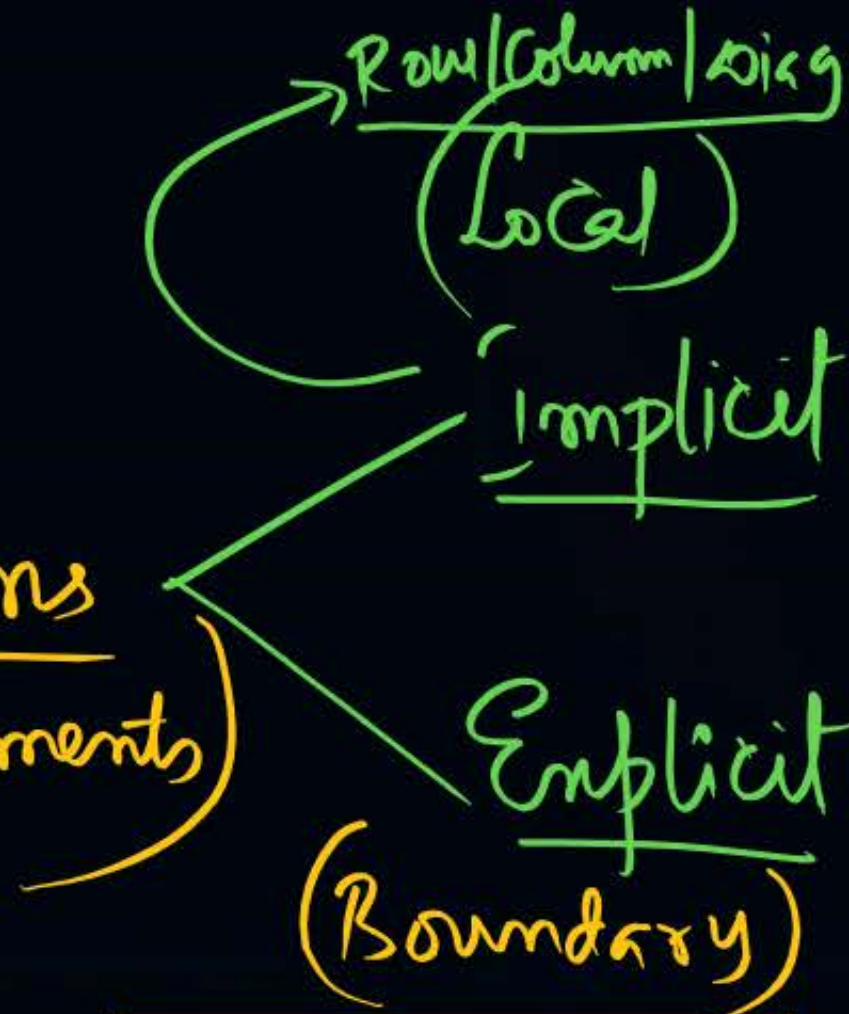 Row/Column/Diag
(Local)
Implicit
ns
ments)
Explicit
(Boundary)